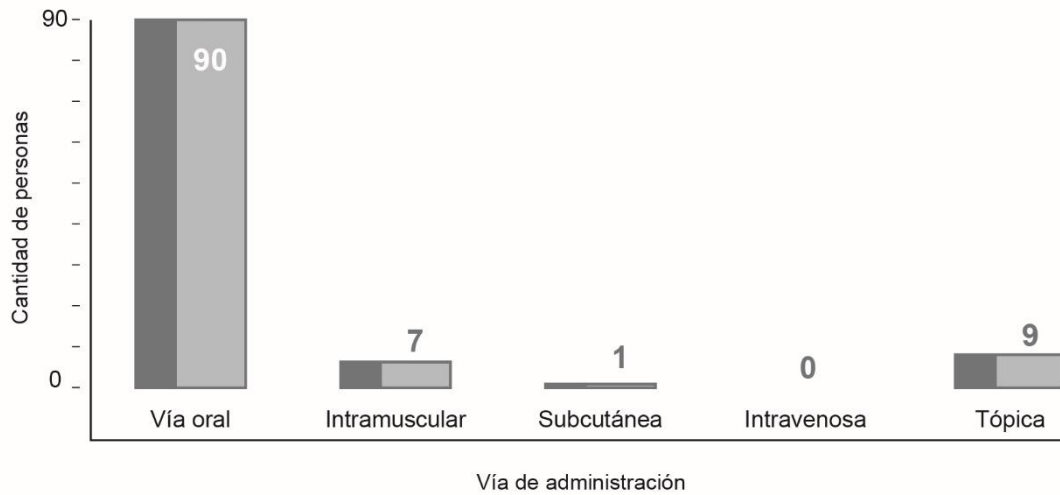 90
90
Cantidad de personas
7
1
0
9
0
Vía oral
Intramuscular
Subcutánea
Intravenosa
Tópica
Vía de administración